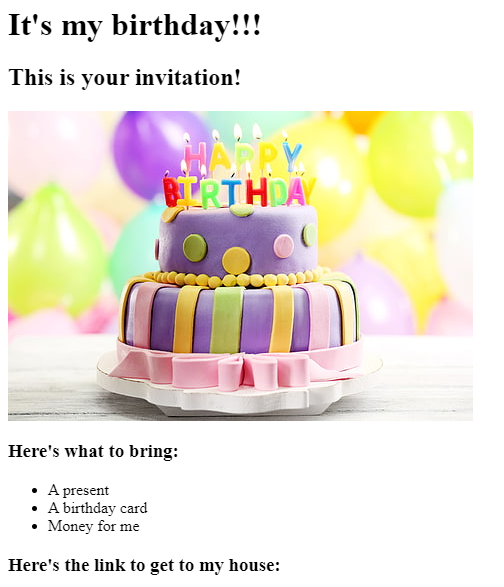 It's my birthday!!!
This is your invitation!
HAPPY
BIRTHDAY
Here's what to bring:
A present
A birthday card
Money for me
Here's the link to get to my house: